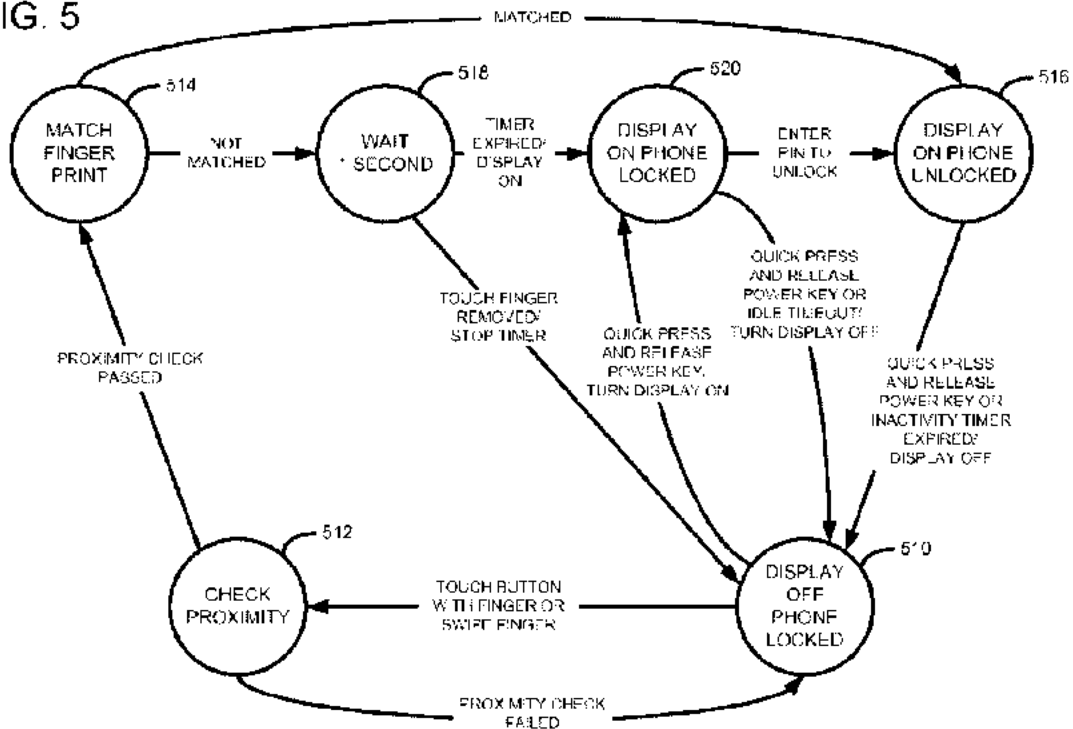 IG. 5
MATCHED
514
518
520
516
MATCH
FINGER
PRINT
NOT
MATCHED
WAIT
SECOND
TIMER
EXPIRED/
DISPLAY
ON
DISPLAY
ON PHONE
LOCKED
ENTER
PIN TO
UNLOCK
DISPLAY
ON PHONE
UNLOCKED
QUICK PRESS
AND RELEASE
POWER KEY OR
IDLE TIMEOUT/
TURN DISPLAY OFF
TOUCH FINGER
REMOVED/
STOP TIMER
QUICK PRESS
AND RELEASE
POWER KEY,
TURN DISPLAY ON
PROXIMITY CHECK
PASSED
QUICK PRESS
AND RELEASE
POWER KEY OR
INACTIVITY TIMER
EXPIRED/
DISPLAY OFF
512
510
CHECK
PROXIMITY
TOUCH BUTTON
WITH FINGER OR
SWIPE FINGER
DISPLAY
OFF
PHONE
LOCKED
PROXIMITY CHECK
FAILED